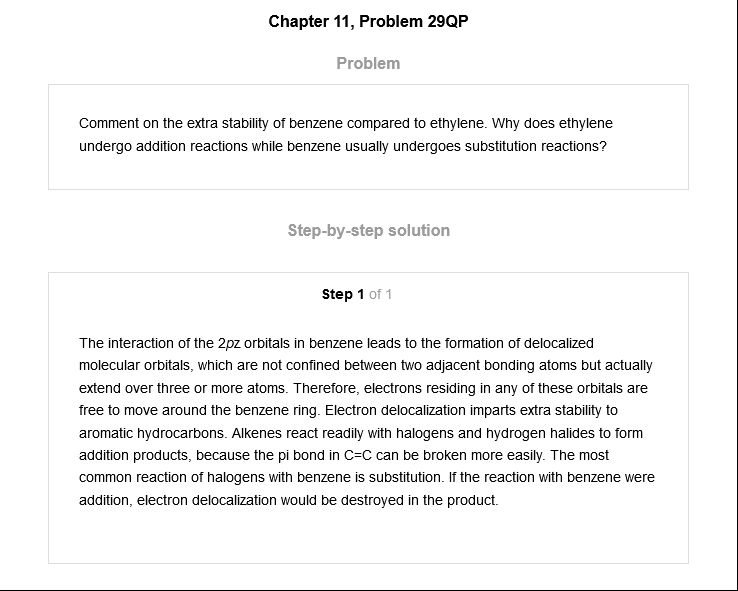 Chapter 11, Problem 29QP
Problem
Comment on the extra stability of benzene compared to ethylene. Why does ethylene
undergo addition reactions while benzene usually undergoes substitution reactions?
Step-by-step solution
Step 1 of 1
The interaction of the 2pz orbitals in benzene leads to the formation of delocalized
molecular orbitals, which are not confined between two adjacent bonding atoms but actually
extend over three or more atoms. Therefore, electrons residing in any of these orbitals are
free to move around the benzene ring. Electron delocalization imparts extra stability to
aromatic hydrocarbons. Alkenes react readily with halogens and hydrogen halides to form
addition products, because the pi bond in C=C can be broken more easily. The most
common reaction of halogens with benzene is substitution. If the reaction with benzene were
addition, electron delocalization would be destroyed in the product.